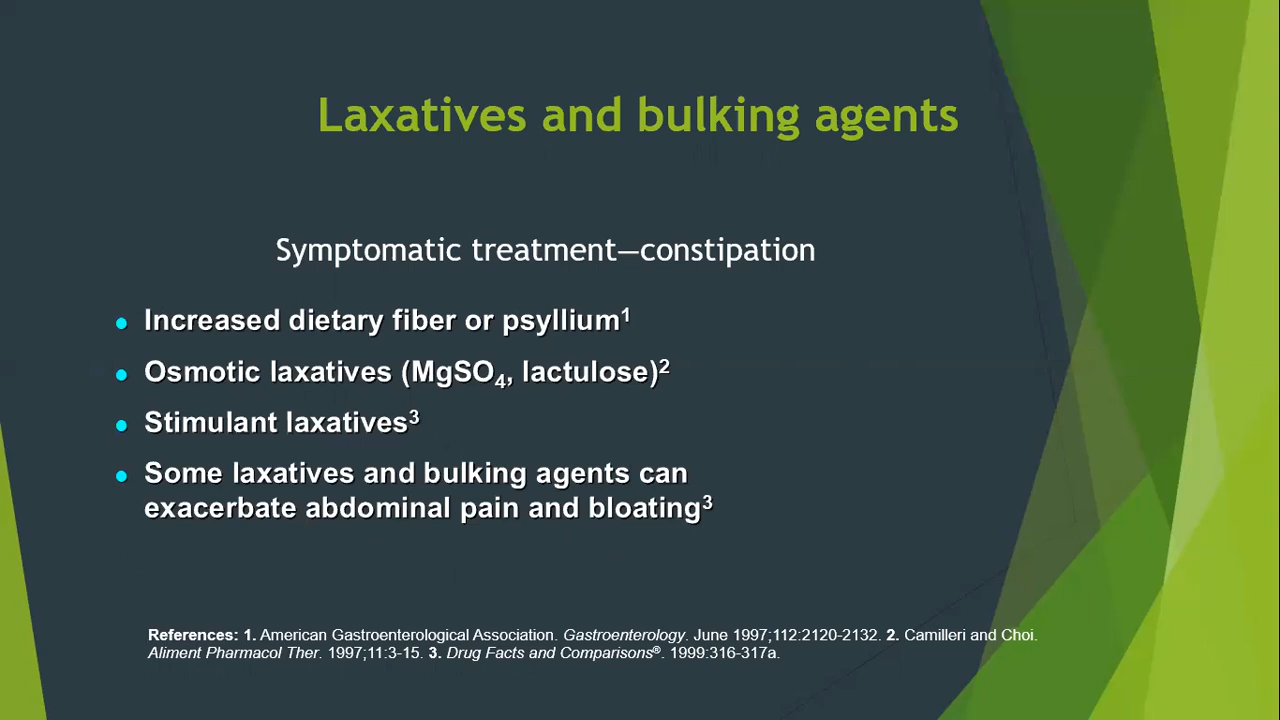 Laxatives and bulking agents
Symptomatic treatment—constipation
● Increased dietary fiber or psyllium¹
● Osmotic laxatives (MgSO₄, lactulose)²
● Stimulant laxatives³
● Some laxatives and bulking agents can
exacerbate abdominal pain and bloating³
References: 1. American Gastroenterological Association. Gastroenterology. June 1997;112:2120-2132. 2. Camilleri and Choi.
Aliment Pharmacol Ther. 1997;11:3-15. 3. Drug Facts and Comparisons®. 1999:316-317a.